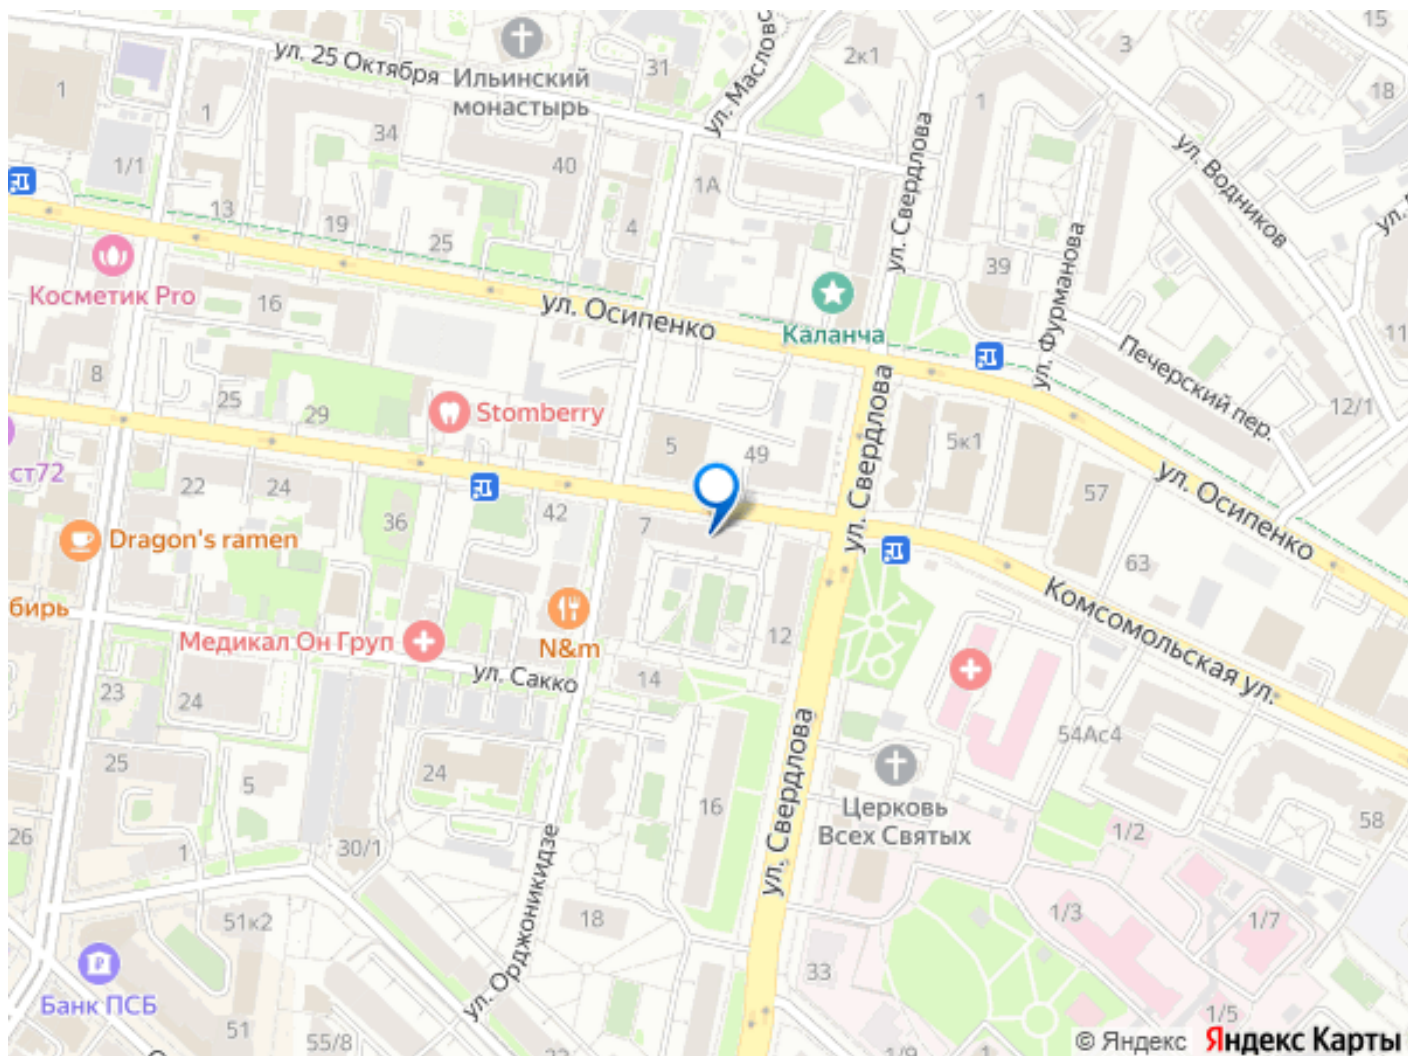 15
3
2к1
ул. 25 Октября
Ильинский
монастырь
31
ул. Масловс
1
1
18
1
34
ул. Свердлова
ул. Водников
1/1
40
1А
13
19
25
4
39
ул. Фурманова
Косметик Pro
16
ул. Осипенко
Каланча
Печерский пер.
11
8
25
29
Stomberry
5
49
5к1
12/1
ст72
22
24
36
42
7
ул. Свердлова
57
ул. Осипенко
Dragon's ramen
63
Комсомольская ул.
бирь
Медикал Он Груп
N&m
12
ул. Сакко
14
23
24
54Ас4
25
5
24
16
ул. Свердлова
Церковь
Всех Святых
1/2
58
26
1
30/1
ул. Орджоникидзе
51к2
18
1/3
1/7
33
Банк ПСБ
51
55/8
1/5
1/9
© Яндекс Яндекс Карты